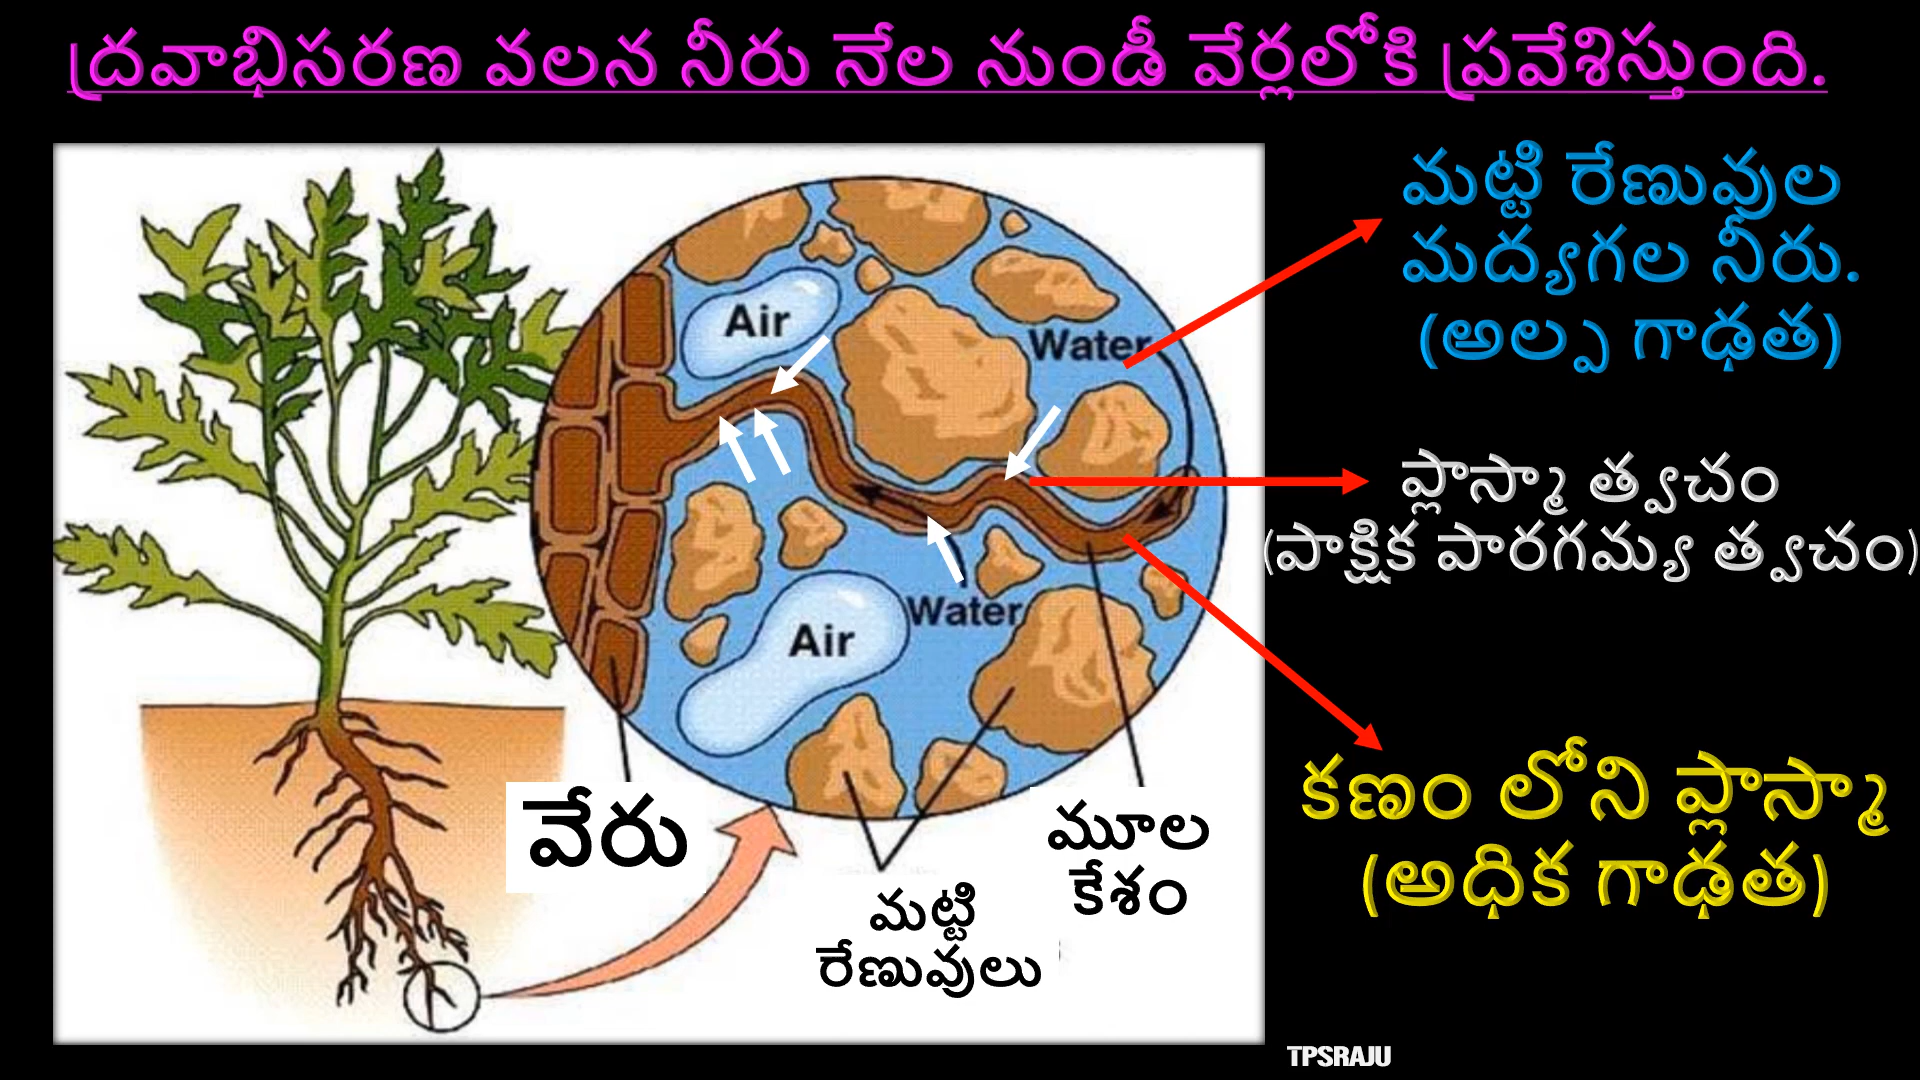 ద్రవాభిసరణ వలన నీరు నేల నుండీ వేర్లలోకి ప్రవేశిస్తుంది.
మట్టి రేణువుల
మద్యగల నీరు.
(అల్ప గాఢత)
Air
Water
ప్లాస్మా త్వచం
(పాక్షిక పారగమ్య త్వచం)
Water
Air
కణం లోని ప్లాస్మా
(అధిక గాఢత)
వేరు
మూల
కేశం
మట్టి
రేణువులు
TPSRAJU